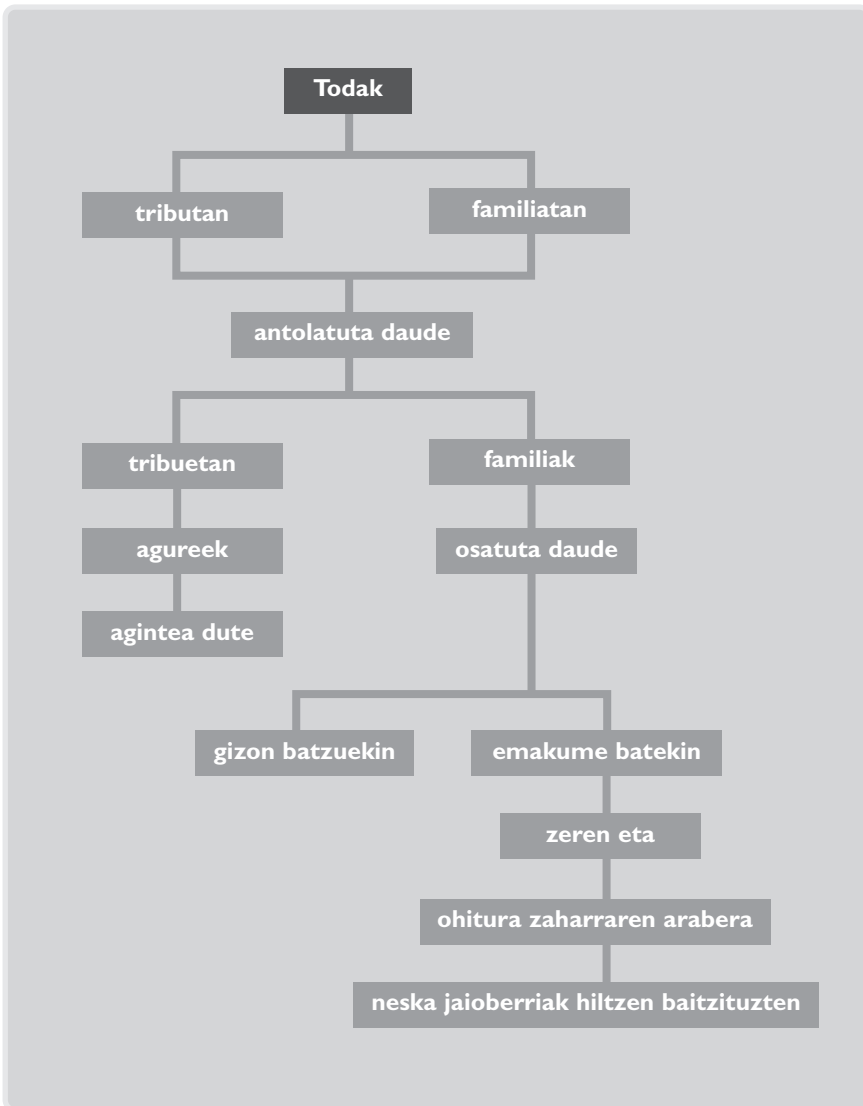 Todak
tributan
familiatan
antolatuta daude
tribuetan
familiak
agureek
osatuta daude
agintea dute
gizon batzuekin
emakume batekin
zeren eta
ohitura zaharraren arabera
neska jaioberriak hiltzen baitzituzten